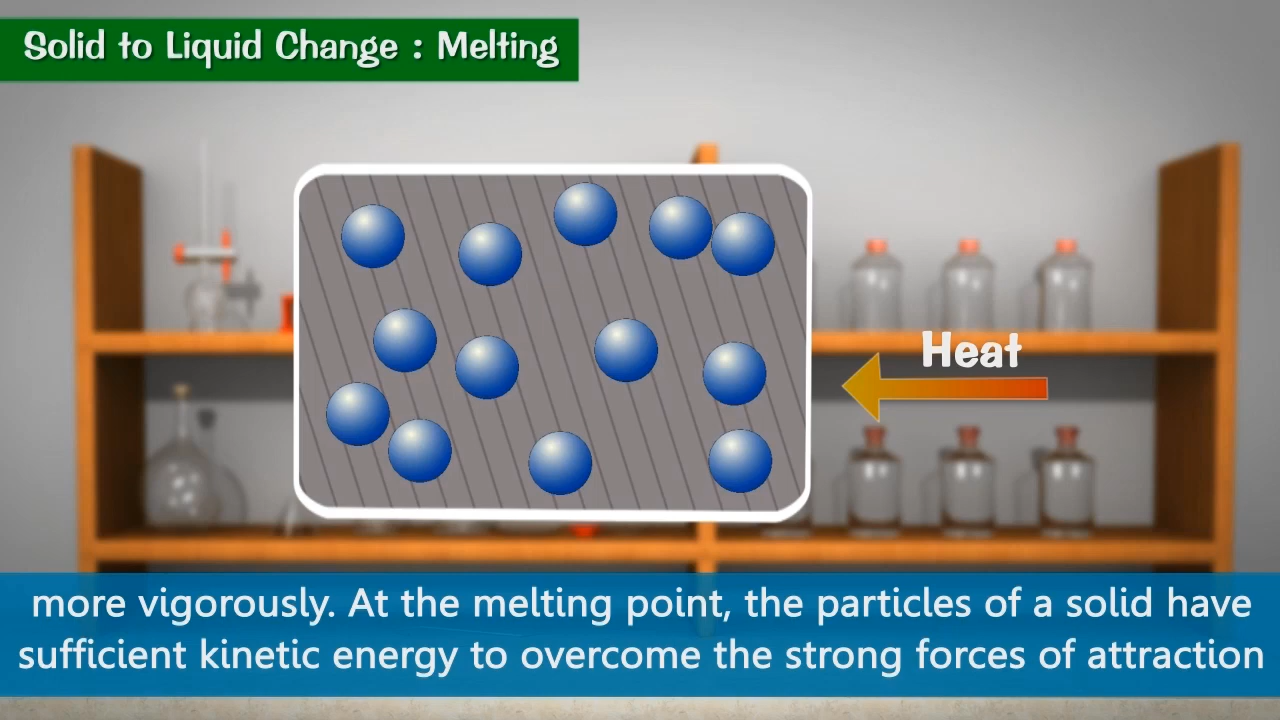 Solid to Liquid Change : Melting
Heat
more vigorously. At the melting point, the particles of a solid have
sufficient kinetic energy to overcome the strong forces of attraction